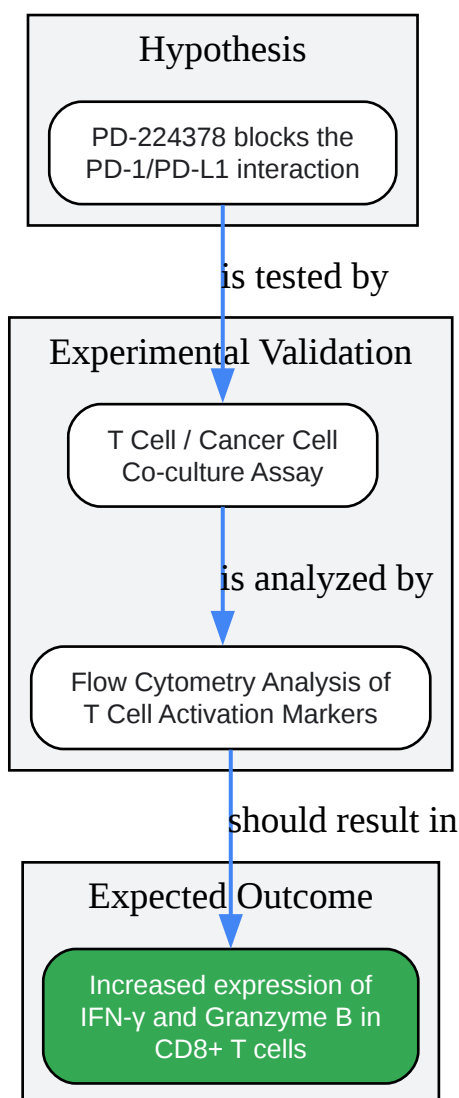 Hypothesis
PD-224378 blocks the
PD-1/PD-L1 interaction
is tested by
Experimental Validation
T Cell / Cancer Cell
Co-culture Assay
is analyzed by
Flow Cytometry Analysis of
T Cell Activation Markers
should result in
Expected Outcome
Increased expression of
IFN-γ and Granzyme B in
CD8+ T cells